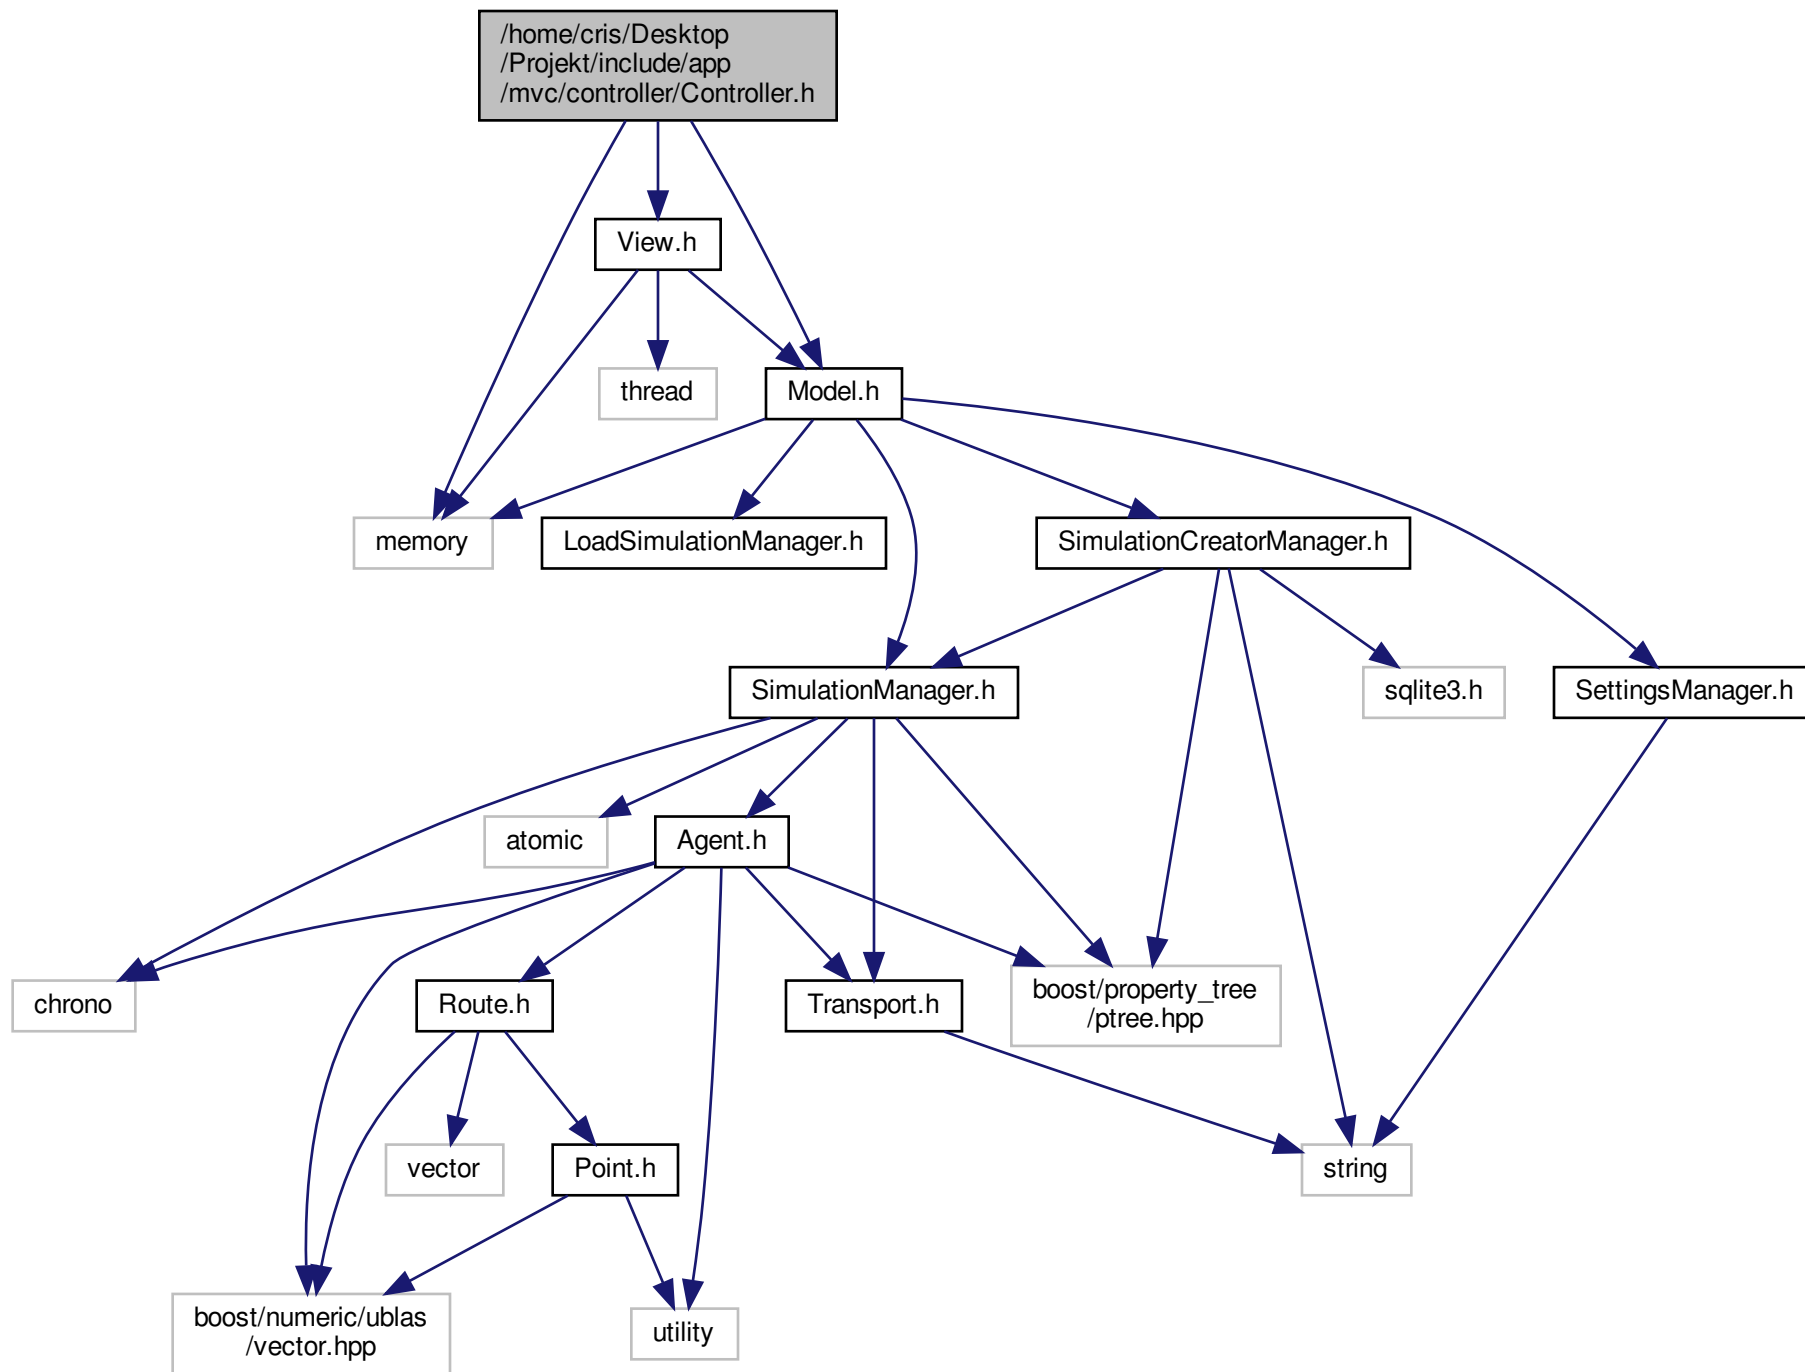 /home/cris/Desktop
/Projekt/include/app
/mvc/controller/Controller.h
View.h
thread
Model.h
memory
LoadSimulationManager.h
SimulationCreatorManager.h
SimulationManager.h
sqlite3.h
SettingsManager.h
atomic
Agent.h
chrono
Route.h
Transport.h
boost/property_tree
/ptree.hpp
vector
Point.h
string
boost/numeric/ublas
/vector.hpp
utility